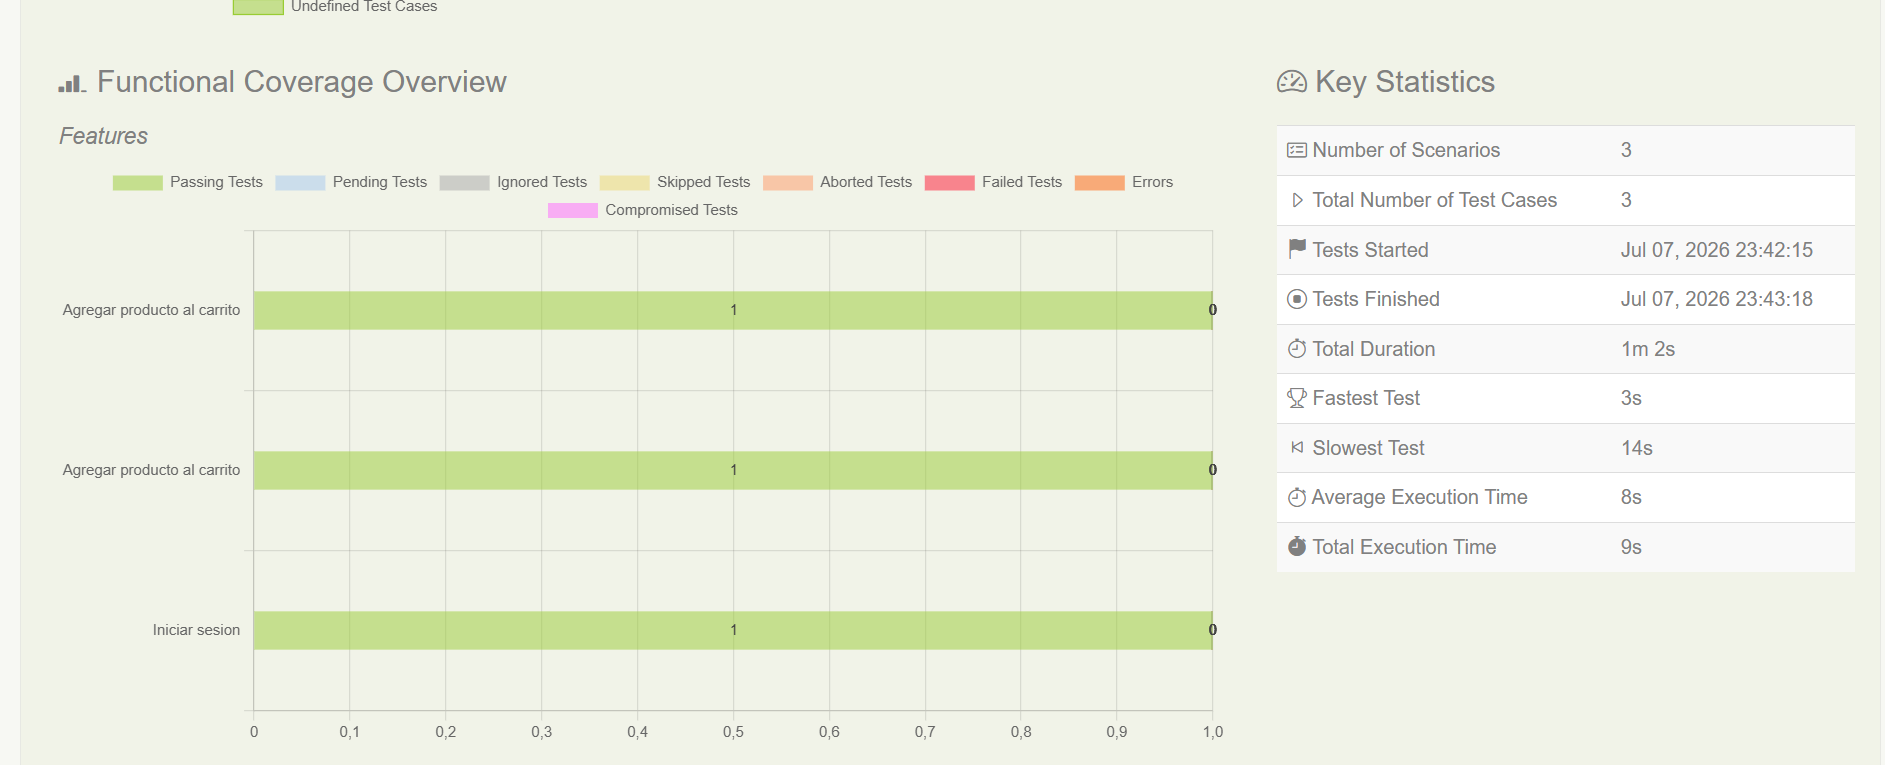 Undefined Test Cases
Functional Coverage Overview
Features
Passing Tests Pending Tests Ignored Tests Skipped Tests Aborted Tests Failed Tests Errors
Compromised Tests
Agregar producto al carrito 1 0
Agregar producto al carrito 1 0
Iniciar sesion 1 0
0 0,1 0,2 0,3 0,4 0,5 0,6 0,7 0,8 0,9 1,0
Key Statistics
Number of Scenarios 3
Total Number of Test Cases 3
Tests Started Jul 07, 2026 23:42:15
Tests Finished Jul 07, 2026 23:43:18
Total Duration 1m 2s
Fastest Test 3s
Slowest Test 14s
Average Execution Time 8s
Total Execution Time 9s